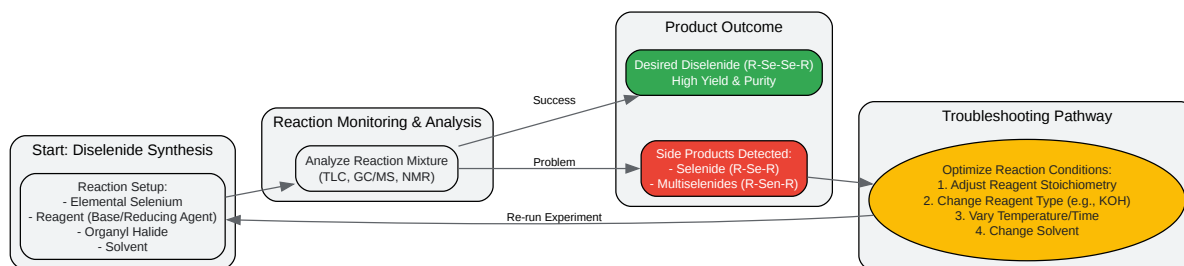 Start: Diselenide Synthesis
Reaction Setup:
- Elemental Selenium
- Reagent (Base/Reducing Agent)
- Organyl Halide
- Solvent
Reaction Monitoring & Analysis
Analyze Reaction Mixture
(TLC, GC/MS, NMR)
Success
Problem
Product Outcome
Desired Diselenide (R-Se-Se-R)
High Yield & Purity
Side Products Detected:
- Selenide (R-Se-R)
- Multiselenides (R-Sen-R)
Troubleshooting Pathway
Optimize Reaction Conditions:
1. Adjust Reagent Stoichiometry
2. Change Reagent Type (e.g., KOH)
3. Vary Temperature/Time
4. Change Solvent
Re-run Experiment